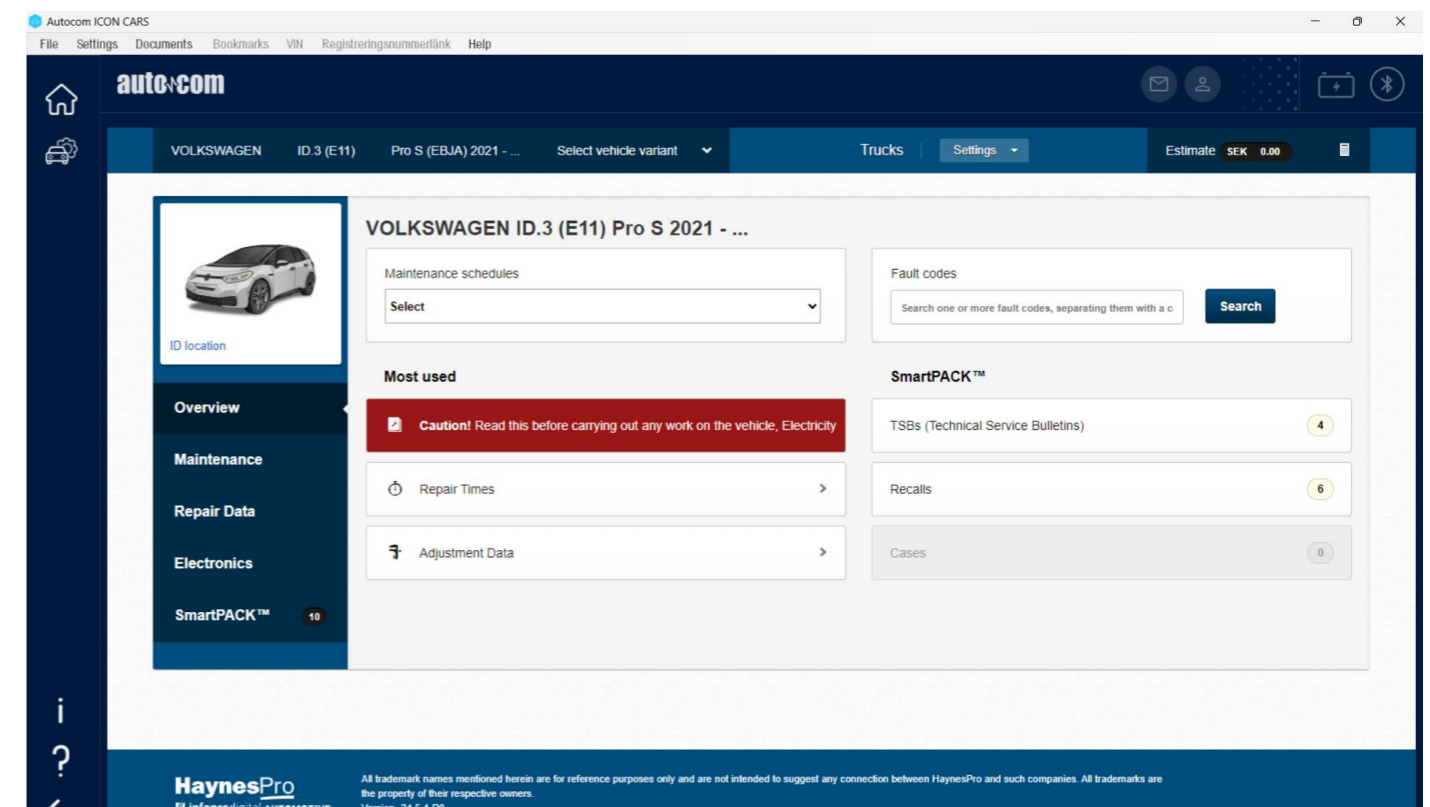 Autocom ICON CARS
File Settings Documents Bookmarks VIN Registreringsnummerlänk Help
autocom
VOLKSWAGEN ID.3 (E11) Pro S (EBJA) 2021 - ... Select vehicle variant Trucks Settings Estimate SEK 0.00
VOLKSWAGEN ID.3 (E11) Pro S 2021 - ...
ID location
Overview
Maintenance
Repair Data
Electronics
SmartPACK™ 10
Maintenance schedules
Select
Fault codes
Search one or more fault codes, separating them with a c
Search
Most used
Caution! Read this before carrying out any work on the vehicle, Electricity
Repair Times
Adjustment Data
SmartPACK™
TSBs (Technical Service Bulletins) 4
Recalls 6
Cases 0
i
?
HaynesPro
All trademark names mentioned herein are for reference purposes only and are not intended to suggest any connection between HaynesPro and such companies. All trademarks are
the property of their respective owners.